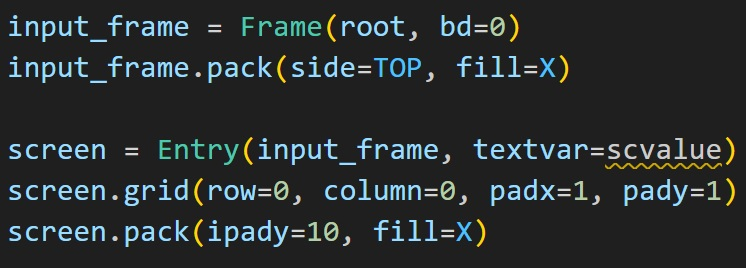 input_frame = Frame(root, bd=0)
input_frame.pack(side=TOP, fill=X)
screen = Entry(input_frame, textvar=scvalue)
screen.grid(row=0, column=0, padx=1, pady=1)
screen.pack(ipady=10, fill=X)